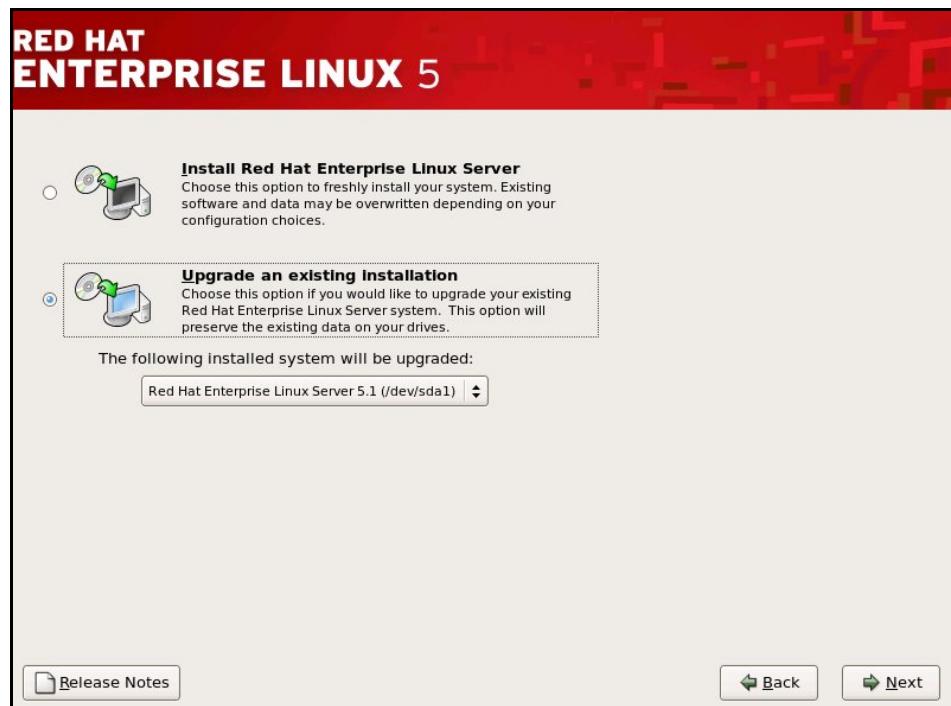 RED HAT
ENTERPRISE LINUX 5
Install Red Hat Enterprise Linux Server
Choose this option to freshly install your system. Existing
software and data may be overwritten depending on your
configuration choices.
Upgrade an existing installation
Choose this option if you would like to upgrade your existing
Red Hat Enterprise Linux Server system. This option will
preserve the existing data on your drives.
The following installed system will be upgraded:
Red Hat Enterprise Linux Server 5.1 (/dev/sda1)
Release Notes
Back
Next